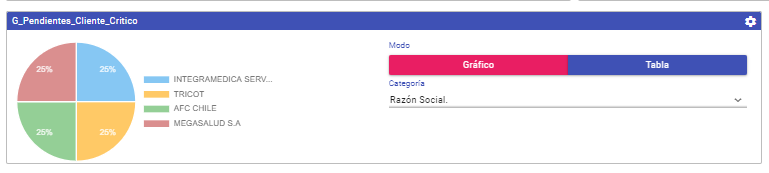 G_Pendientes_Cliente_Critico
25%
25%
25%
25%
INTEGRAMEDICA SERV...
TRICOT
AFC CHILE
MEGASALUD S.A
Modo
Gráfico
Tabla
Categoría
Razón Social.